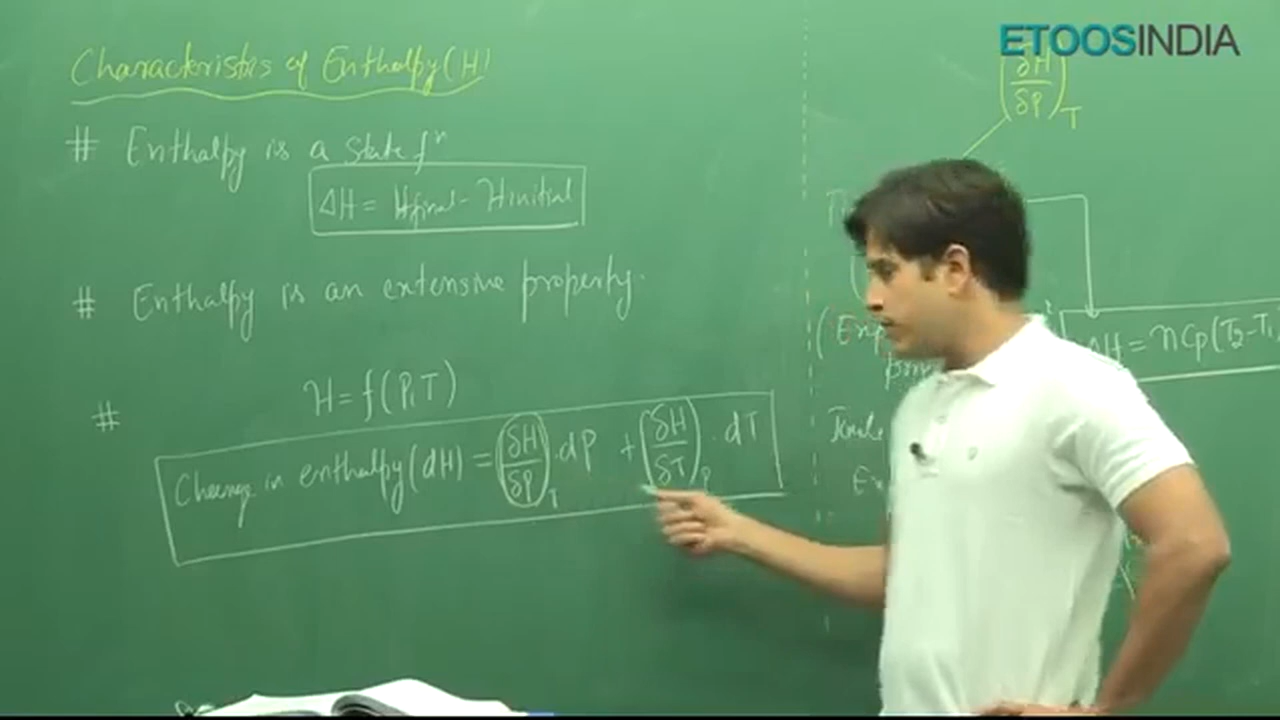 ETOOSINDIA
Characteristics of Enthalpy (H)
# Enthalpy is a state fⁿ
ΔH = Hfinal - Hinitial
# Enthalpy is an extensive property.
# H = f(P, T)
Change in enthalpy (dH) = (δH/δP)_T . dP + (δH/δT)_P . dT
(δH/δP)_T
ΔH = nCp(T₂-T₁
Joule